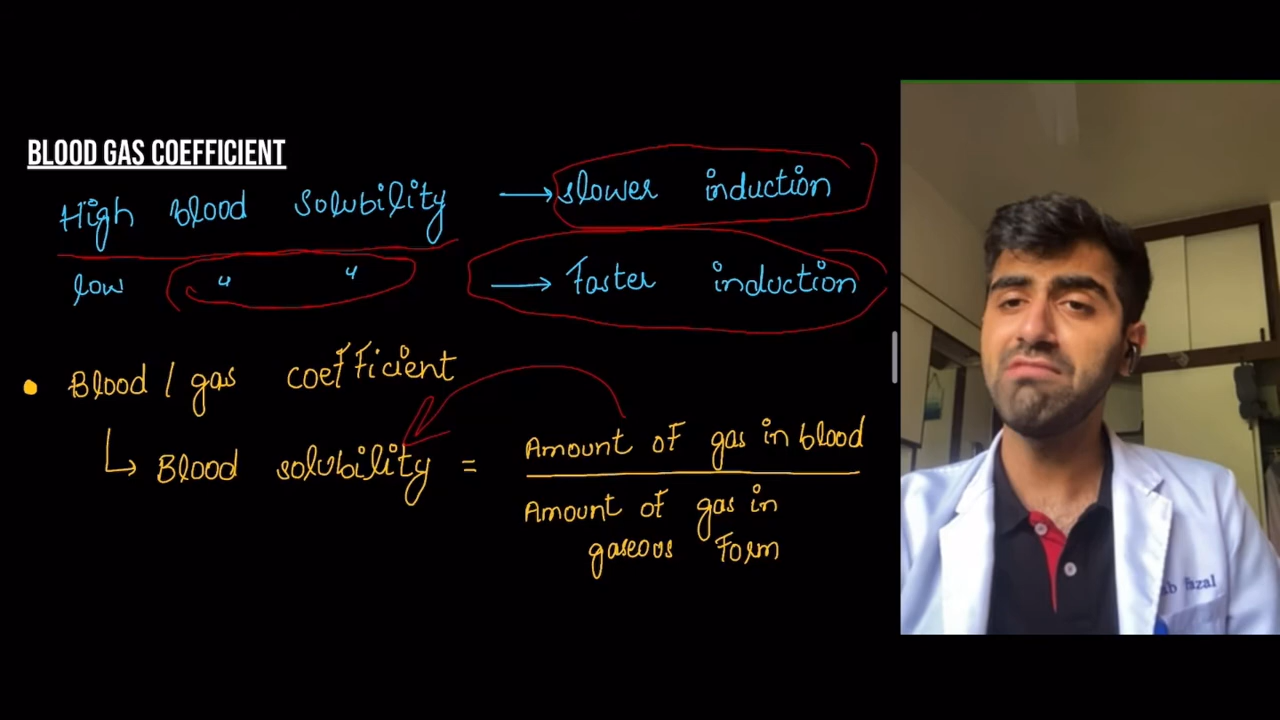 BLOOD GAS COEFFICIENT
High Blood Solubility → slower induction
low " " → Faster induction
• Blood / gas coefficient
↳ Blood solubility = Amount of gas in blood
Amount of gas in
gaseous Form
fazal